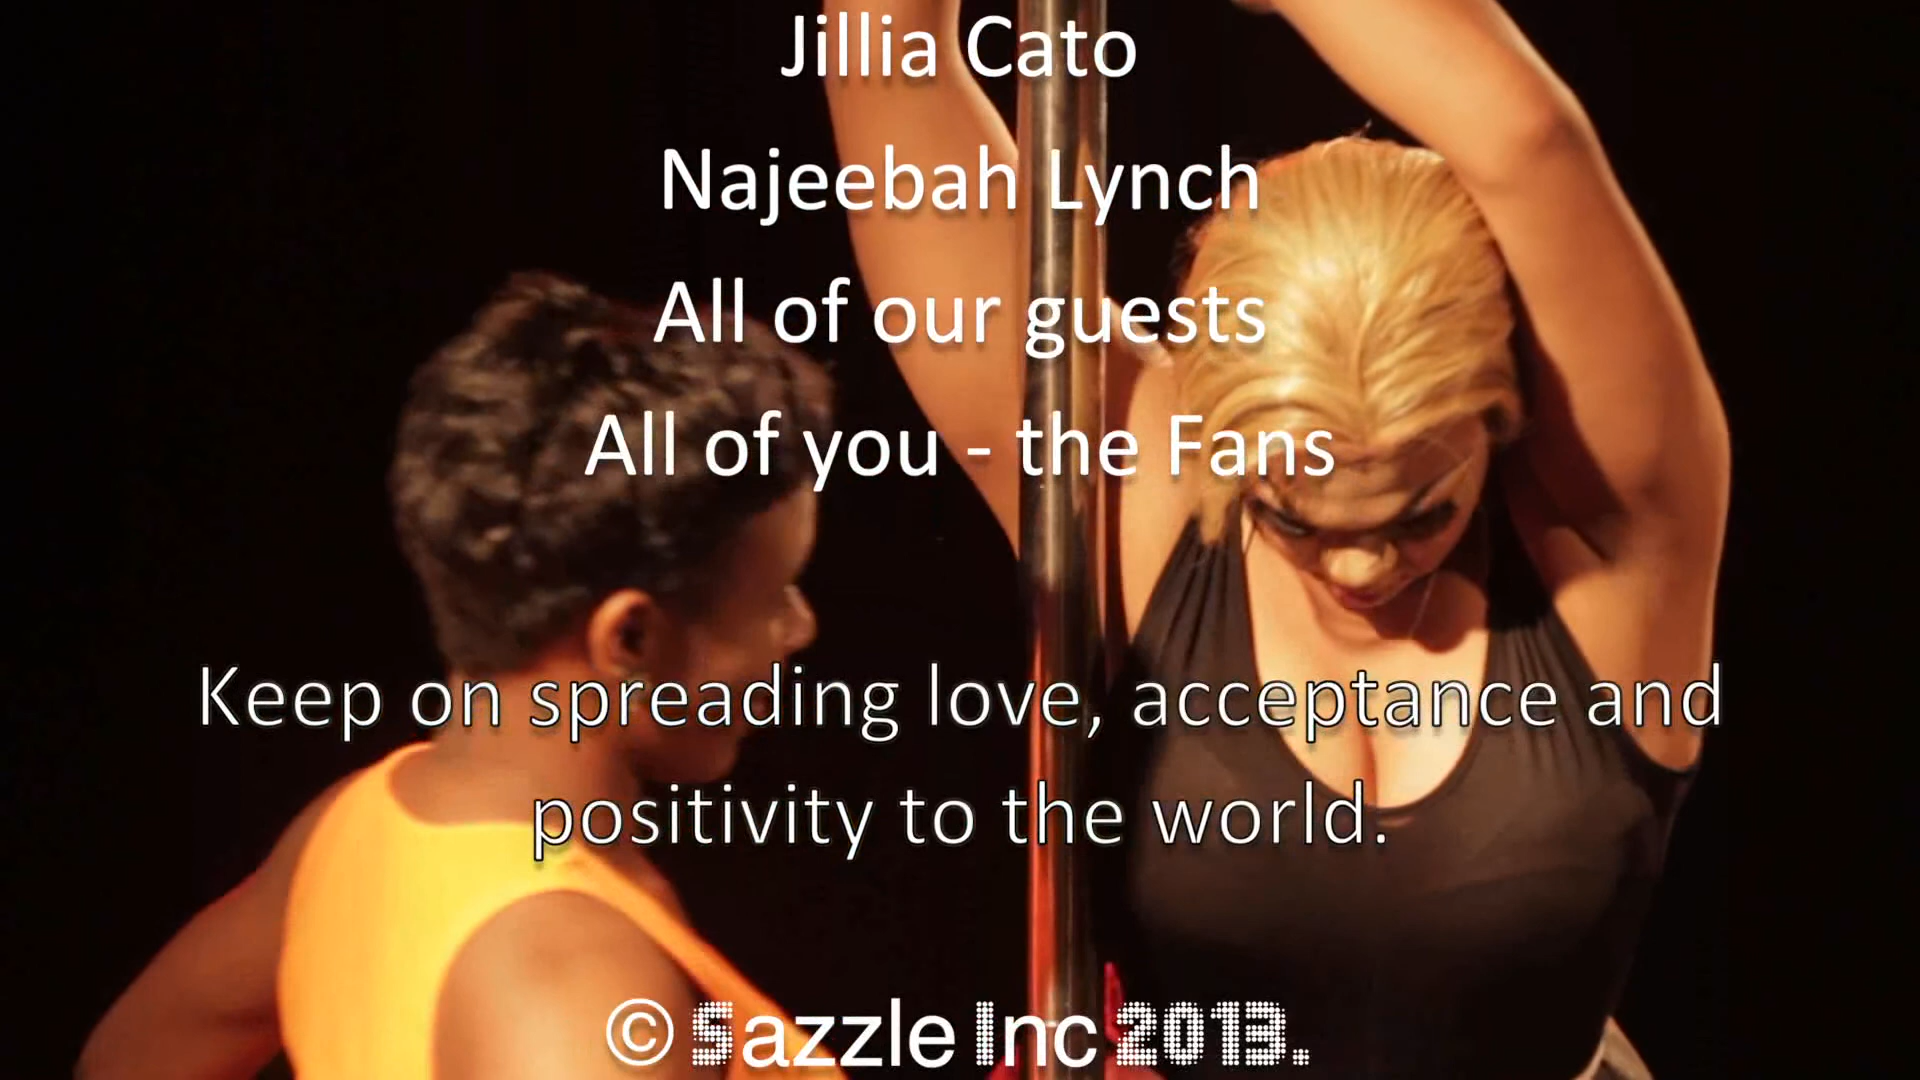 Jillia Cato
Najeebah Lynch
All of our guests
All of you - the Fans
Keep on spreading love, acceptance and
positivity to the world.
© Sazzle Inc 2013.